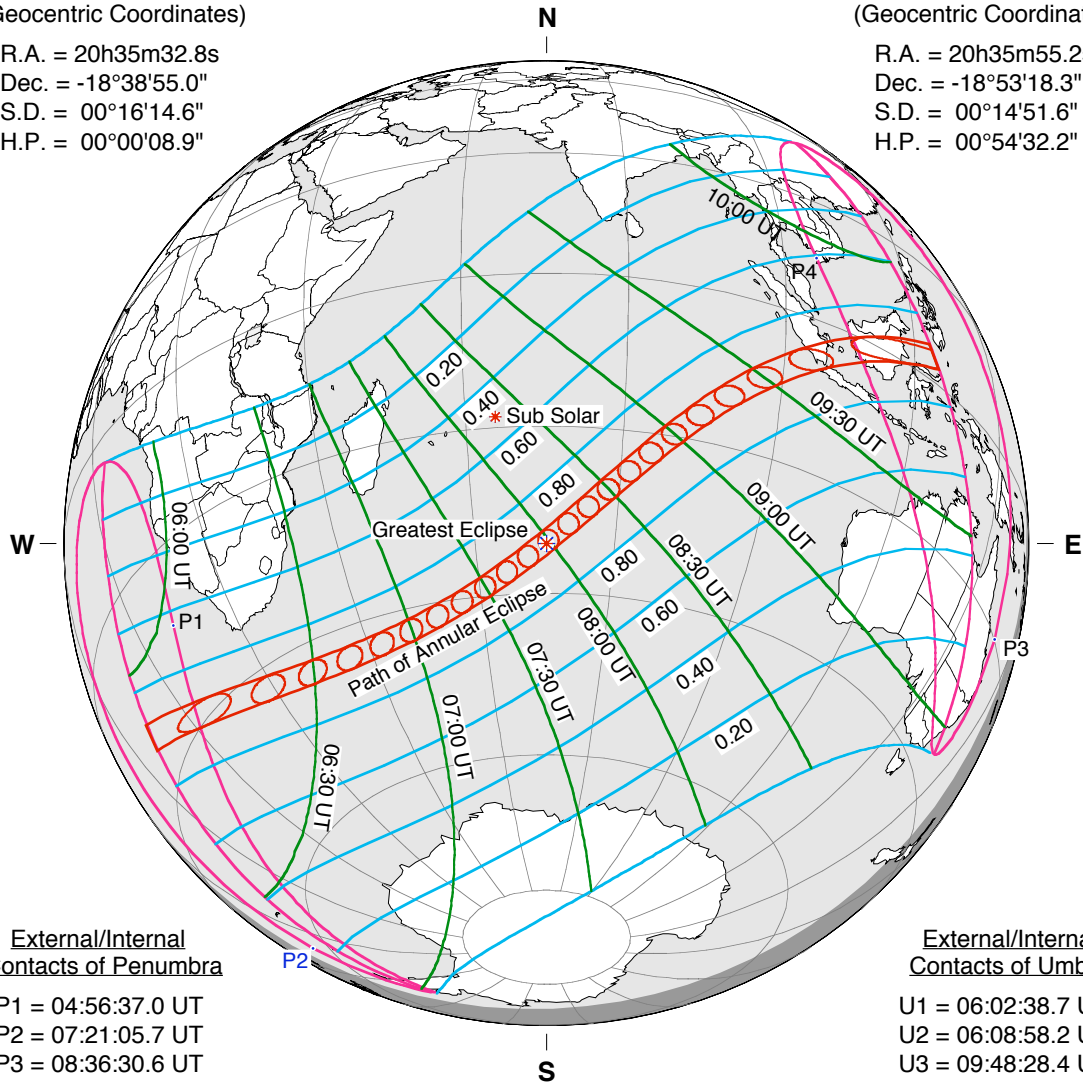 Geocentric Coordinates)
R.A. = 20h35m32.8s
Dec. = -18°38'55.0"
S.D. = 00°16'14.6"
H.P. = 00°00'08.9"
N
(Geocentric Coordinat
R.A. = 20h35m55.2
Dec. = -18°53'18.3"
S.D. = 00°14'51.6"
H.P. = 00°54'32.2"
10:00 UT
P4
0.20
0.40
Sub Solar
0.60
0.80
09:30 UT
09:00 UT
Greatest Eclipse
W
E
06:00 UT
P1
0.80
08:30 UT
0.60
08:00 UT
Path of Annular Eclipse
0.40
P3
07:30 UT
07:00 UT
0.20
06:30 UT
P2
External/Internal
ontacts of Penumbra
P1 = 04:56:37.0 UT
P2 = 07:21:05.7 UT
P3 = 08:36:30.6 UT
External/Interna
Contacts of Umb
U1 = 06:02:38.7 U
U2 = 06:08:58.2 U
U3 = 09:48:28.4 U
S